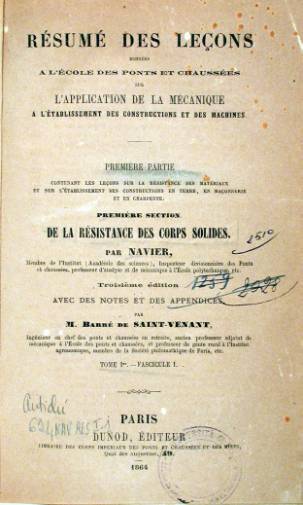 RÉSUMÉ DES LEÇONS
DONNÉES
A L'ÉCOLE DES PONTS ET CHAUSSÉES
SUR
L'APPLICATION DE LA MÉCANIQUE
A L'ÉTABLISSEMENT DES CONSTRUCTIONS ET DES MACHINES
PREMIÈRE PARTIE
CONTENANT LES LEÇONS SUR LA RÉSISTANCE DES MATÉRIAUX
ET SUR L'ÉTABLISSEMENT DES CONSTRUCTIONS EN TERRE, EN MAÇONNERIE
ET EN CHARPENTE.
PREMIÈRE SECTION
DE LA RÉSISTANCE DES CORPS SOLIDES.
2510
PAR NAVIER,
Membre de l'Institut (Académie des sciences), Inspecteur divisionnaire des Ponts
et chaussées, professeur d'analyse et de mécanique à l'École polytechnique, etc.
Troisième édition
1259
AVEC DES NOTES ET DES APPENDICES
PAR
M. BARRÉ DE SAINT-VENANT,
Ingénieur en chef des ponts et chaussées en retraite, ancien professeur adjoint de
mécanique à l'École des ponts et chaussées, et professeur de génie rural à l'Institut
agronomique, membre de la Société philomathique de Paris, etc.
TOME Ier. — FASCICULE I.
PARIS
DUNOD, ÉDITEUR
LIBRAIRE DES CORPS IMPÉRIAUX DES PONTS ET CHAUSSÉES ET DES MINES,
Quai des Augustins, 49.
1864